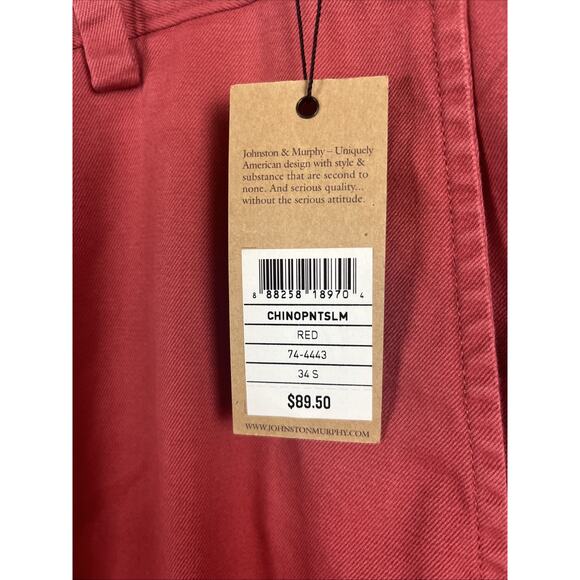 Johnston & Murphy – Uniquely
American design with style &
substance that are second to
none. And serious quality...
without the serious attitude.
8 88258 18970 4
CHINOPNTSLM
RED
74-4443
34 S
$89.50
WWW.JOHNSTONMURPHY.COM